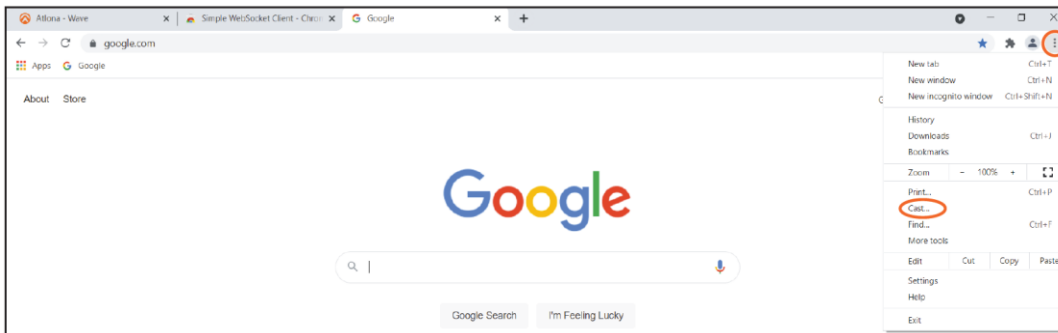 Atlona - Wave
Simple WebSocket Client - Chron
Google
google.com
Apps Google
About Store
New tab Ctrl+T
New window Ctrl+N
New incognito window Ctrl+Shift+N
History
Downloads Ctrl+J
Bookmarks
Zoom - 100% +
Print... Ctrl+P
Cast...
Find... Ctrl+F
More tools
Edit Cut Copy Paste
Settings
Help
Exit
Google
Google Search I'm Feeling Lucky